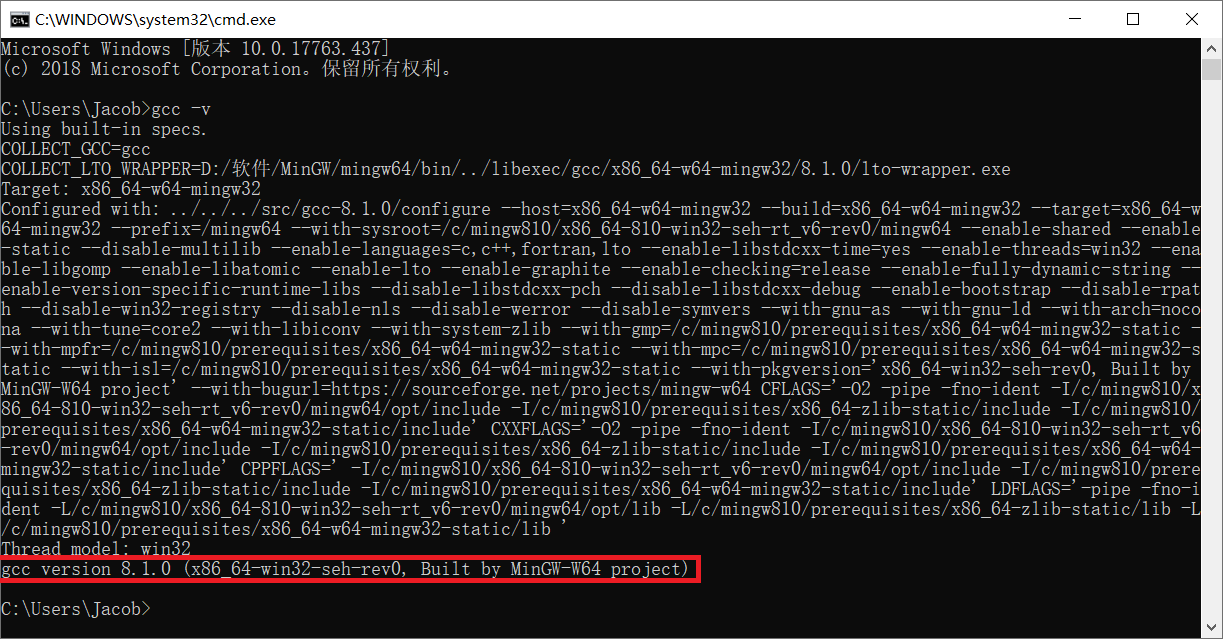 C:\WINDOWS\system32\cmd.exe
Microsoft Windows [版本 10.0.17763.437]
(c) 2018 Microsoft Corporation。保留所有权利。
C:\Users\Jacob>gcc -v
Using built-in specs.
COLLECT_GCC=gcc
COLLECT_LTO_WRAPPER=D:/软件/MinGW/mingw64/bin/../libexec/gcc/x86_64-w64-mingw32/8.1.0/lto-wrapper.exe
Target: x86_64-w64-mingw32
Configured with: ../../../src/gcc-8.1.0/configure --host=x86_64-w64-mingw32 --build=x86_64-w64-mingw32 --target=x86_64-w
64-mingw32 --prefix=/mingw64 --with-sysroot=/c/mingw810/x86_64-810-win32-seh-rt_v6-rev0/mingw64 --enable-shared --enable
-static --disable-multilib --enable-languages=c,c++,fortran,lto --enable-libstdcxx-time=yes --enable-threads=win32 --ena
ble-libgomp --enable-libatomic --enable-lto --enable-graphite --enable-checking=release --enable-fully-dynamic-string --
enable-version-specific-runtime-libs --disable-libstdcxx-pch --disable-libstdcxx-debug --enable-bootstrap --disable-rpat
h --disable-win32-registry --disable-nls --disable-werror --disable-symvers --with-gnu-as --with-gnu-ld --with-arch=noco
na --with-tune=core2 --with-libiconv --with-system-zlib --with-gmp=/c/mingw810/prerequisites/x86_64-w64-mingw32-static -
-with-mpfr=/c/mingw810/prerequisites/x86_64-w64-mingw32-static --with-mpc=/c/mingw810/prerequisites/x86_64-w64-mingw32-s
tatic --with-isl=/c/mingw810/prerequisites/x86_64-w64-mingw32-static --with-pkgversion='x86_64-win32-seh-rev0, Built by
MinGW-W64 project' --with-bugurl=https://sourceforge.net/projects/mingw-w64 CFLAGS='-O2 -pipe -fno-ident -I/c/mingw810/x
86_64-810-win32-seh-rt_v6-rev0/mingw64/opt/include -I/c/mingw810/prerequisites/x86_64-zlib-static/include -I/c/mingw810/
prerequisites/x86_64-w64-mingw32-static/include' CXXFLAGS='-O2 -pipe -fno-ident -I/c/mingw810/x86_64-810-win32-seh-rt_v6
-rev0/mingw64/opt/include -I/c/mingw810/prerequisites/x86_64-zlib-static/include -I/c/mingw810/prerequisites/x86_64-w64-
mingw32-static/include' CPPFLAGS=' -I/c/mingw810/x86_64-810-win32-seh-rt_v6-rev0/mingw64/opt/include -I/c/mingw810/prere
quisites/x86_64-zlib-static/include -I/c/mingw810/prerequisites/x86_64-w64-mingw32-static/include' LDFLAGS='-pipe -fno-i
dent -L/c/mingw810/x86_64-810-win32-seh-rt_v6-rev0/mingw64/opt/lib -L/c/mingw810/prerequisites/x86_64-zlib-static/lib -L
/c/mingw810/prerequisites/x86_64-w64-mingw32-static/lib '
Thread model: win32
gcc version 8.1.0 (x86_64-win32-seh-rev0, Built by MinGW-W64 project)
C:\Users\Jacob>